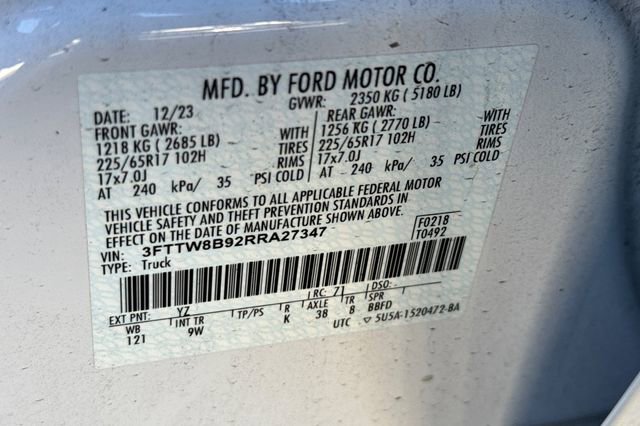 MFD. BY FORD MOTOR CO.
DATE: 12/23 GVWR: 2350 KG ( 5180 LB)
FRONT GAWR: REAR GAWR:
1218 KG ( 2685 LB) WITH 1256 KG ( 2770 LB) WITH
225/65R17 102H TIRES 225/65R17 102H TIRES
17x7.0J RIMS 17x7.0J RIMS
AT 240 kPa/ 35 PSI COLD AT 240 kPa/ 35 PSI COLD
THIS VEHICLE CONFORMS TO ALL APPLICABLE FEDERAL MOTOR
VEHICLE SAFETY AND THEFT PREVENTION STANDARDS IN
EFFECT ON THE DATE OF MANUFACTURE SHOWN ABOVE.
VIN: 3FTTW8B92RRA27347 F0218
TYPE: Truck T0492
EXT PNT: YZ RC: 71 DSO:
WB INT TR TP/PS R AXLE TR SPR
121 9W K 38 8 BBFD
UTC ▽ 5U5A-1520472-BA